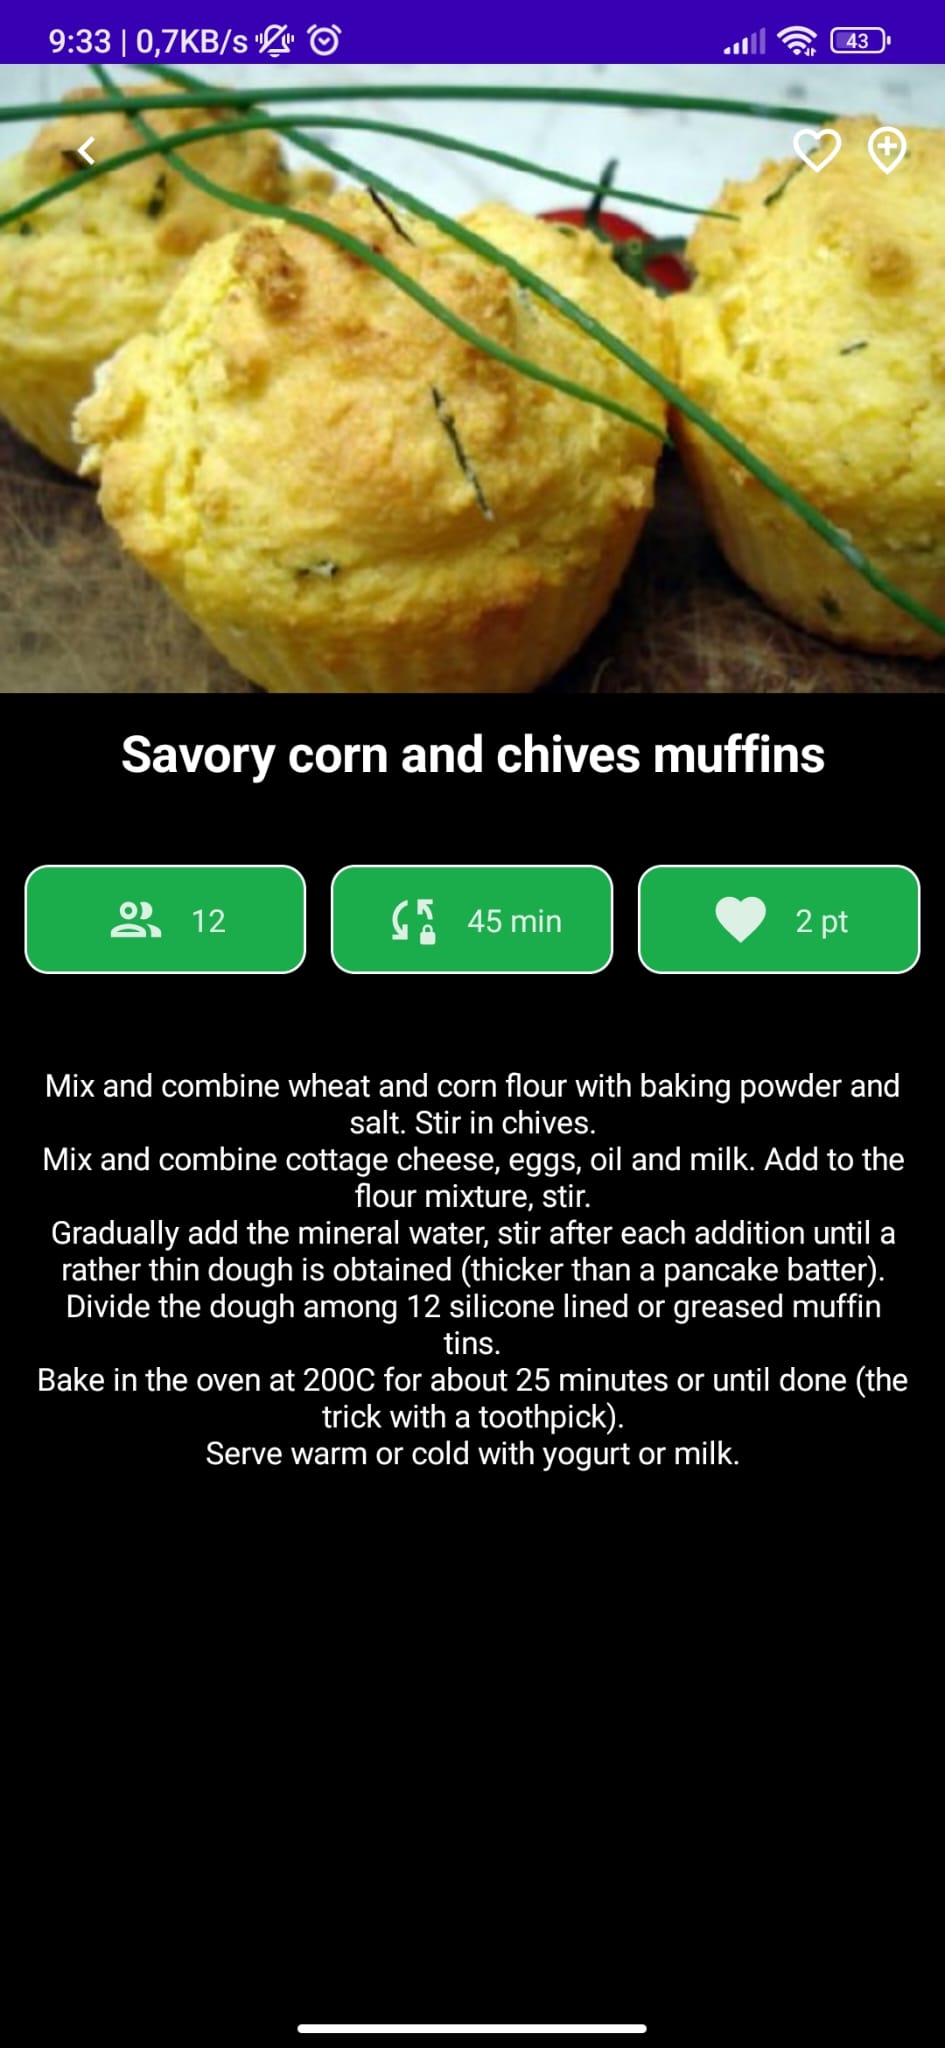 9:33 | 0,7KB/s
43
Savory corn and chives muffins
12
45 min
2 pt
Mix and combine wheat and corn flour with baking powder and
salt. Stir in chives.
Mix and combine cottage cheese, eggs, oil and milk. Add to the
flour mixture, stir.
Gradually add the mineral water, stir after each addition until a
rather thin dough is obtained (thicker than a pancake batter).
Divide the dough among 12 silicone lined or greased muffin
tins.
Bake in the oven at 200C for about 25 minutes or until done (the
trick with a toothpick).
Serve warm or cold with yogurt or milk.